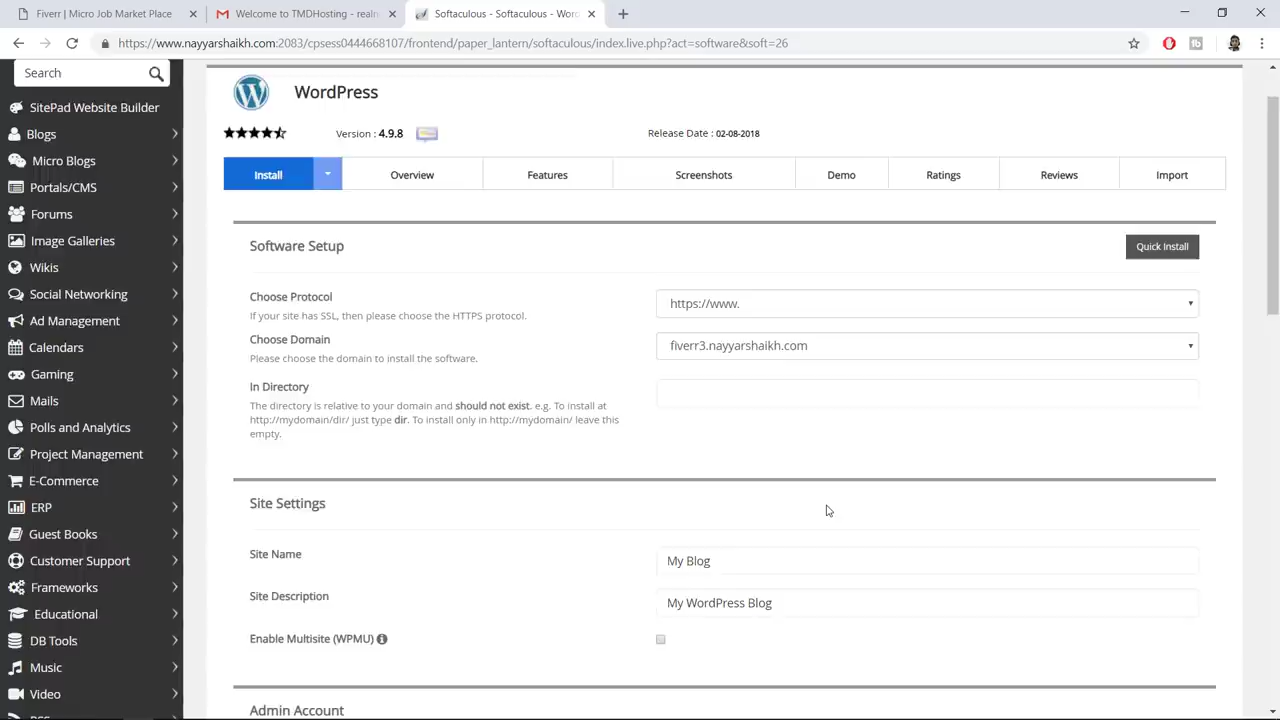 Fiverr | Micro Job Market Place
Welcome to TMDHosting - realn
Softaculous - Softaculous - Wor
https://www.nayyarshaikh.com:2083/cpsess0444668107/frontend/paper_lantern/softaculous/index.live.php?act=software&soft=26
Search
SitePad Website Builder
Blogs
Micro Blogs
Portals/CMS
Forums
Image Galleries
Wikis
Social Networking
Ad Management
Calendars
Gaming
Mails
Polls and Analytics
Project Management
E-Commerce
ERP
Guest Books
Customer Support
Frameworks
Educational
DB Tools
Music
Video
WordPress
Version : 4.9.8
Release Date : 02-08-2018
Install
Overview
Features
Screenshots
Demo
Ratings
Reviews
Import
Software Setup
Quick Install
Choose Protocol
If your site has SSL, then please choose the HTTPS protocol.
https://www.
Choose Domain
Please choose the domain to install the software.
fiverr3.nayyarshaikh.com
In Directory
The directory is relative to your domain and should not exist. e.g. To install at
http://mydomain/dir/ just type dir. To install only in http://mydomain/ leave this
empty.
Site Settings
Site Name
My Blog
Site Description
My WordPress Blog
Enable Multisite (WPMU)
Admin Account